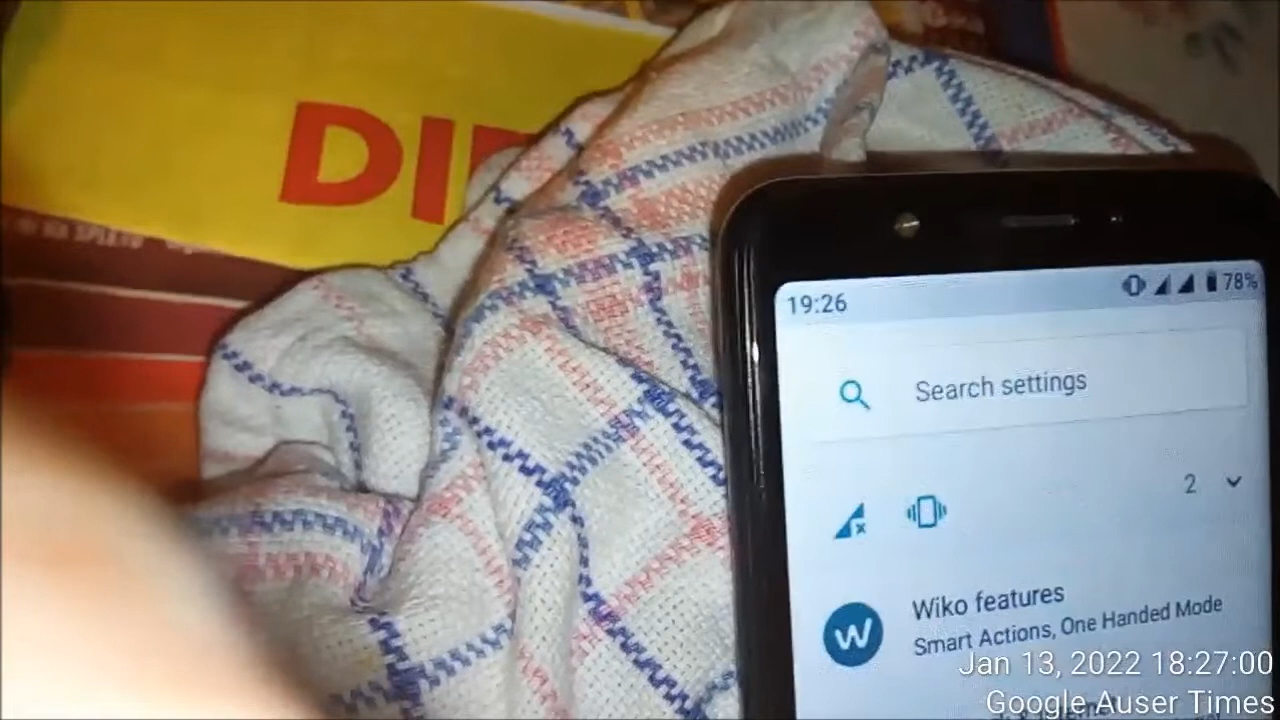 DI
19:26
78%
Search settings
2
Wiko features
Smart Actions, One Handed Mode
Jan 13, 2022 18:27:00
Google Auser Times